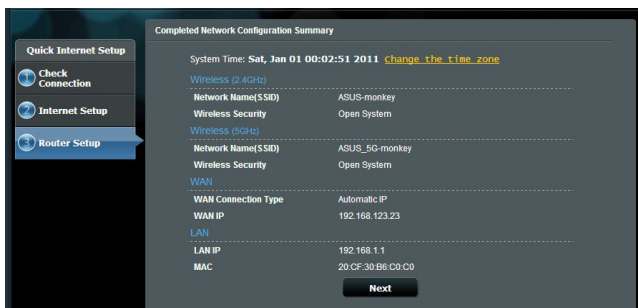 Completed Network Configuration Summary
Quick Internet Setup
1 Check Connection
2 Internet Setup
3 Router Setup
System Time: Sat, Jan 01 00:02:51 2011 Change the time zone
Wireless (2.4GHz)
Network Name(SSID) ASUS-monkey
Wireless Security Open System
Wireless (5GHz)
Network Name(SSID) ASUS_5G-monkey
Wireless Security Open System
WAN
WAN Connection Type Automatic IP
WAN IP 192.168.123.23
LAN
LAN IP 192.168.1.1
MAC 20:CF:30:B6:C0:C0
Next